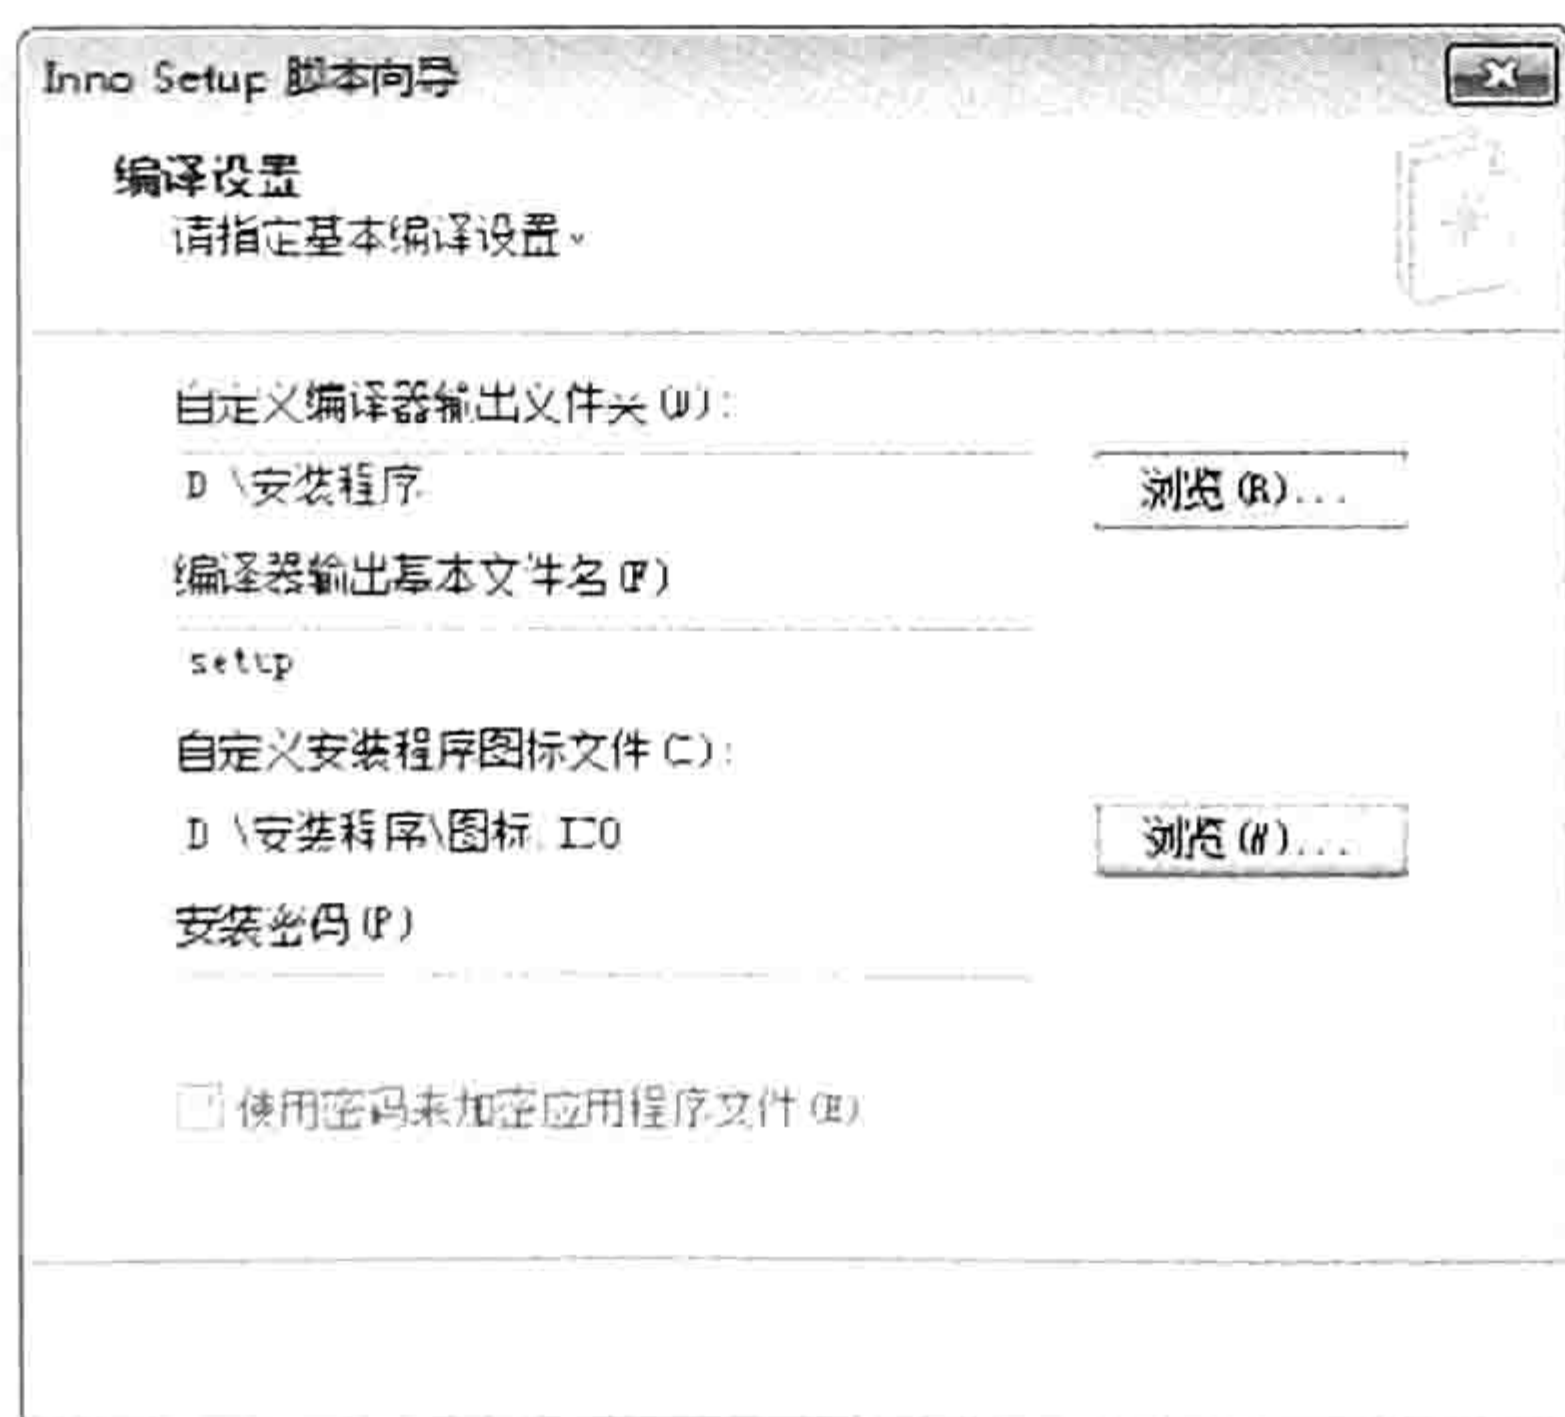 Inno Setup 脚本向导
编译设置
请指定基本编译设置。
自定义编译器输出文件夹(U):
D:\安装程序
浏览(R)...
编译器输出基本文件名(F)
setup
自定义安装程序图标文件(C):
D:\安装程序\图标.ICO
浏览(W)...
安装密码(P)
使用密码来加密应用程序文件(E)